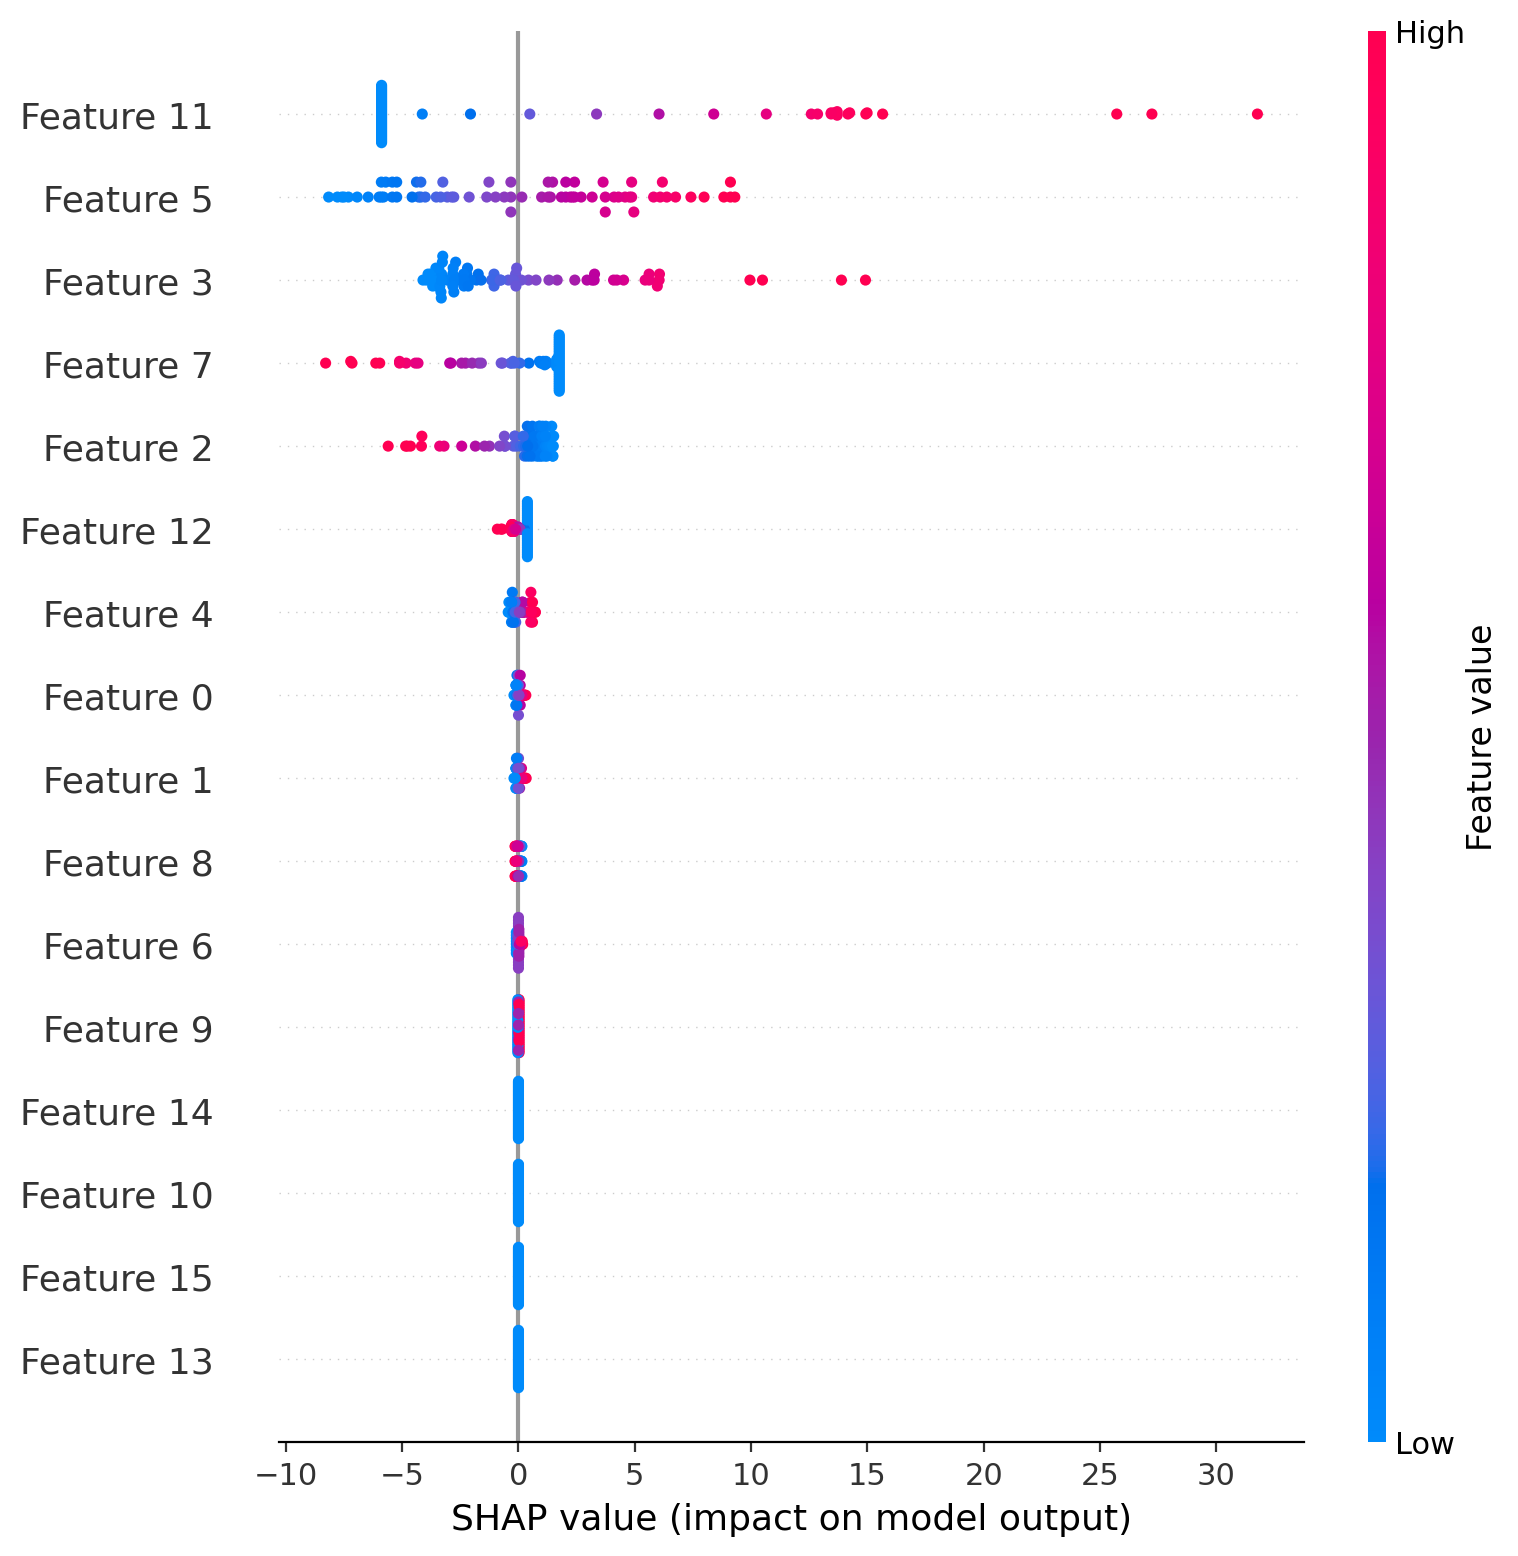 High
Feature 11
Feature 5
Feature 3
Feature 7
Feature 2
Feature 12
Feature 4
Feature 0
Feature 1
Feature 8
Feature 6
Feature 9
Feature 14
Feature 10
Feature 15
Feature 13
Feature value
Low
−10 −5 0 5 10 15 20 25 30
SHAP value (impact on model output)